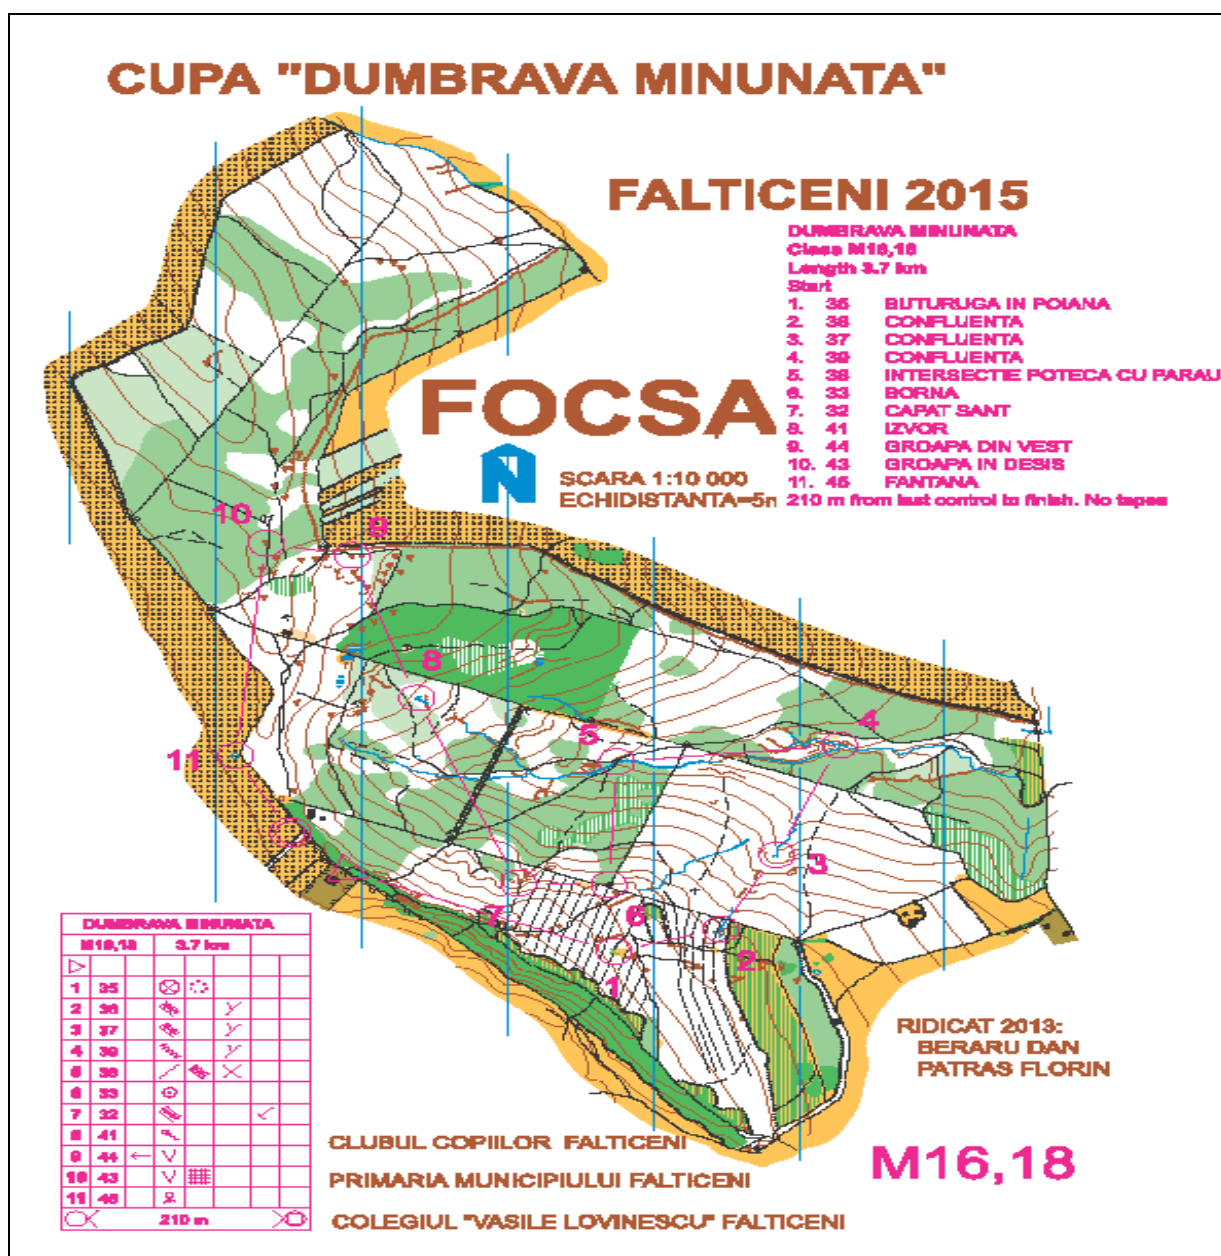 CUPA "DUMBRAVA MINUNATA"
FALTICENI 2015
DUMBRAVA MINUNATA
Class M16,18
Length 3.7 km
Start
1. 35 BUTURUGA IN POIANA
2. 36 CONFLUENTA
3. 37 CONFLUENTA
4. 39 CONFLUENTA
5. 38 INTERSECTIE POTECA CU PARAU
6. 33 BORNA
7. 32 CAPAT SANT
8. 41 IZVOR
9. 44 GROAPA DIN VEST
10. 43 GROAPA IN DESIS
11. 45 FANTANA
210 m from last control to finish. No tapes
FOCSA
N
SCARA 1:10 000
ECHIDISTANTA=5m
10
9
8
5
4
11
3
7
6
2
1
DUMBRAVA MINUNATA
M16,18 3.7 km
1 35
2 36
3 37
4 39
5 38
6 33
7 32
8 41
9 44
10 43
11 45
210 m
RIDICAT 2013:
BERARU DAN
PATRAS FLORIN
CLUBUL COPIILOR FALTICENI
PRIMARIA MUNICIPIULUI FALTICENI
COLEGIUL "VASILE LOVINESCU" FALTICENI
M16,18